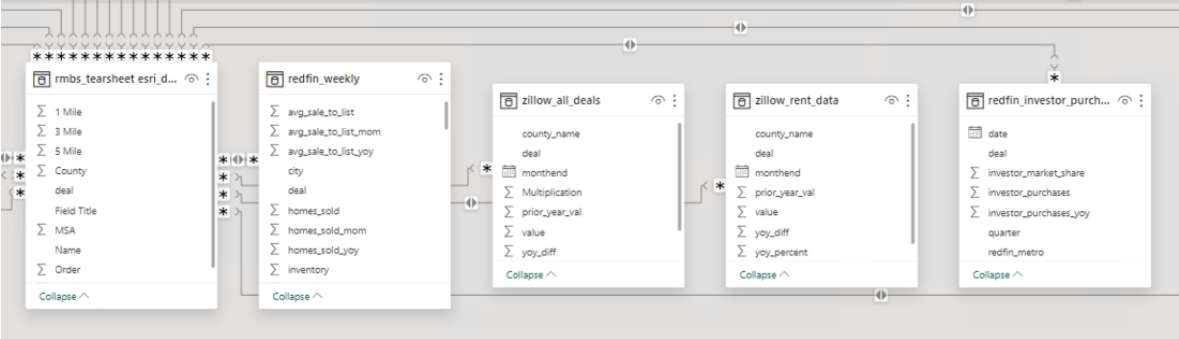 rmbs_tearsheet esri_d...
1 Mile
3 Mile
5 Mile
County
deal
Field Title
MSA
Name
Order
Collapse
redfin_weekly
avg_sale_to_list
avg_sale_to_list_mom
avg_sale_to_list_yoy
city
deal
homes_sold
homes_sold_mom
homes_sold_yoy
inventory
Collapse
zillow_all_deals
county_name
deal
monthend
Multiplication
prior_year_val
value
yoy_diff
Collapse
zillow_rent_data
county_name
deal
monthend
prior_year_val
value
yoy_diff
yoy_percent
Collapse
redfin_investor_purch...
date
deal
investor_market_share
investor_purchases
investor_purchases_yoy
quarter
redfin_metro
Collapse